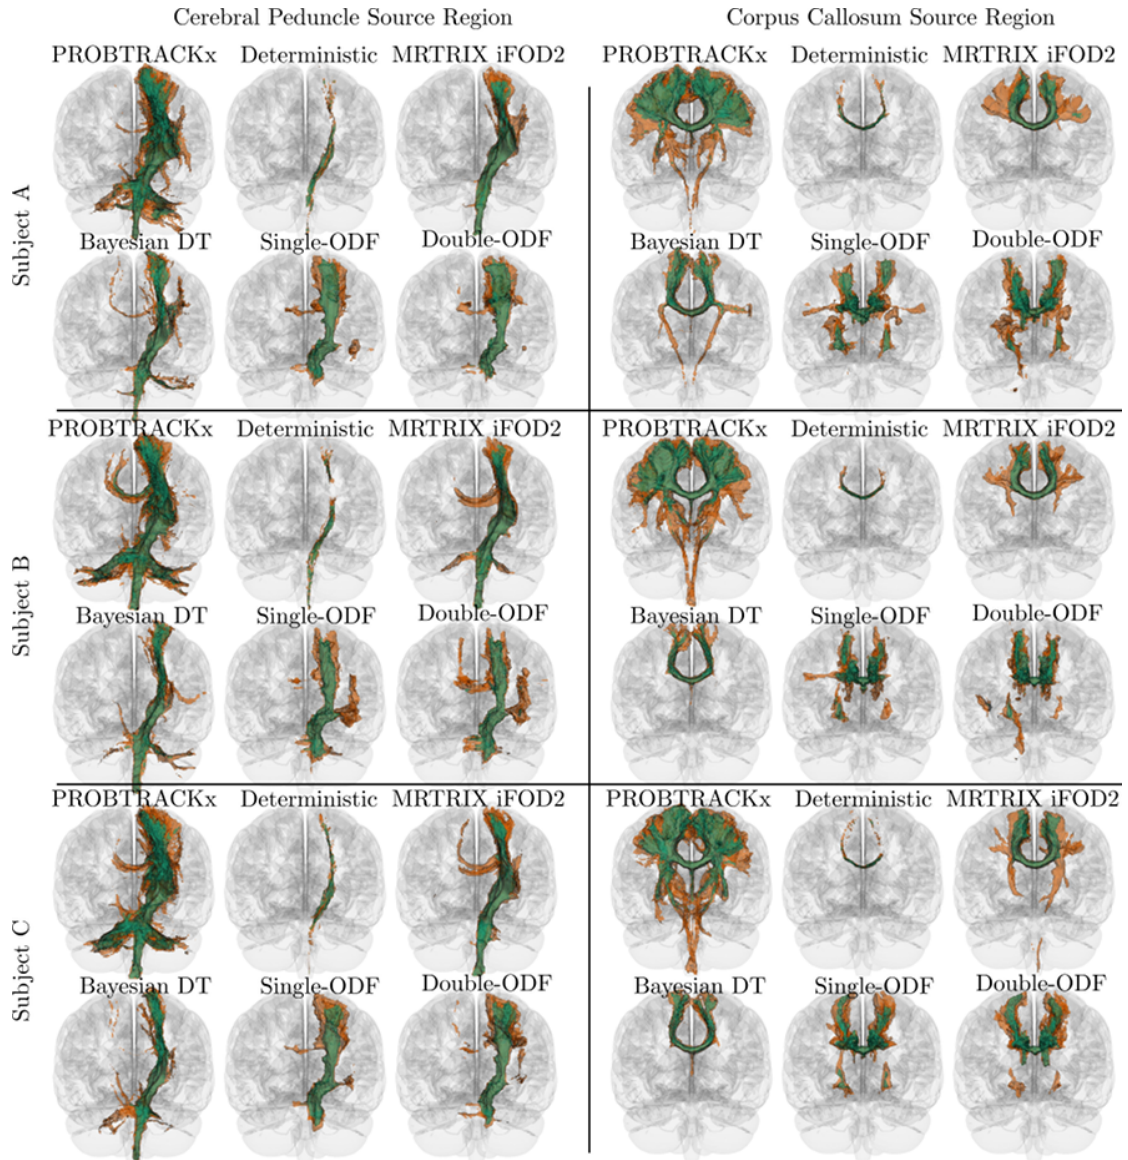 Cerebral Peduncle Source Region Corpus Callosum Source Region
PROBTRACKx Deterministic MRTRIX iFOD2 PROBTRACKx Deterministic MRTRIX iFOD2
Subject A
Bayesian DT Single-ODF Double-ODF Bayesian DT Single-ODF Double-ODF
PROBTRACKx Deterministic MRTRIX iFOD2 PROBTRACKx Deterministic MRTRIX iFOD2
Subject B
Bayesian DT Single-ODF Double-ODF Bayesian DT Single-ODF Double-ODF
PROBTRACKx Deterministic MRTRIX iFOD2 PROBTRACKx Deterministic MRTRIX iFOD2
Subject C
Bayesian DT Single-ODF Double-ODF Bayesian DT Single-ODF Double-ODF